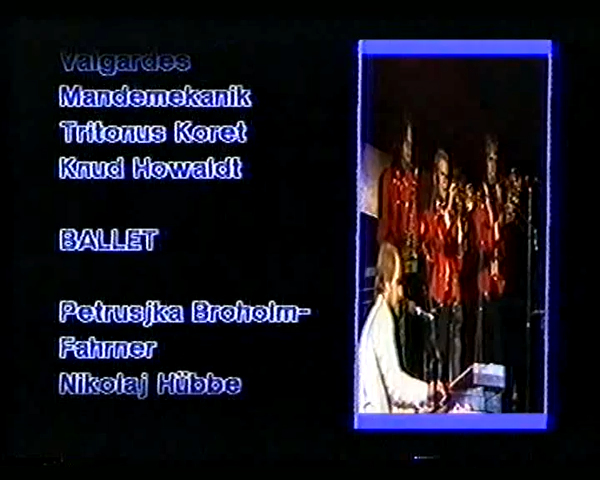 Valgardes
Mandemekanik
Tritonus Koret
Knud Howaldt
BALLET
Petrusjka Broholm-
Fahrner
Nikolaj Hübbe